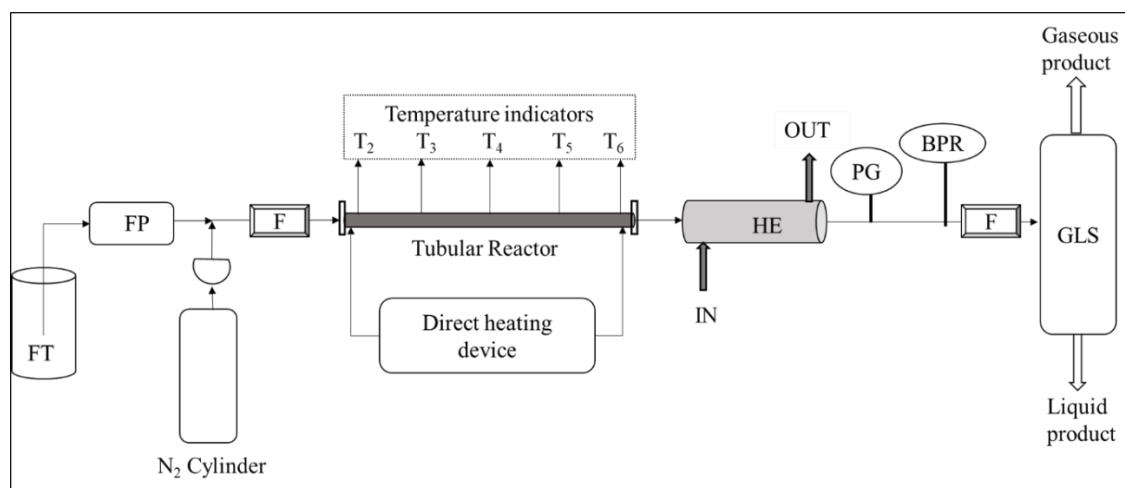 Gaseous
product
Temperature indicators
T₂ T₃ T₄ T₅ T₆
OUT
PG
BPR
FP
F
Tubular Reactor
HE
F
GLS
FT
Direct heating
device
IN
N₂ Cylinder
Liquid
product